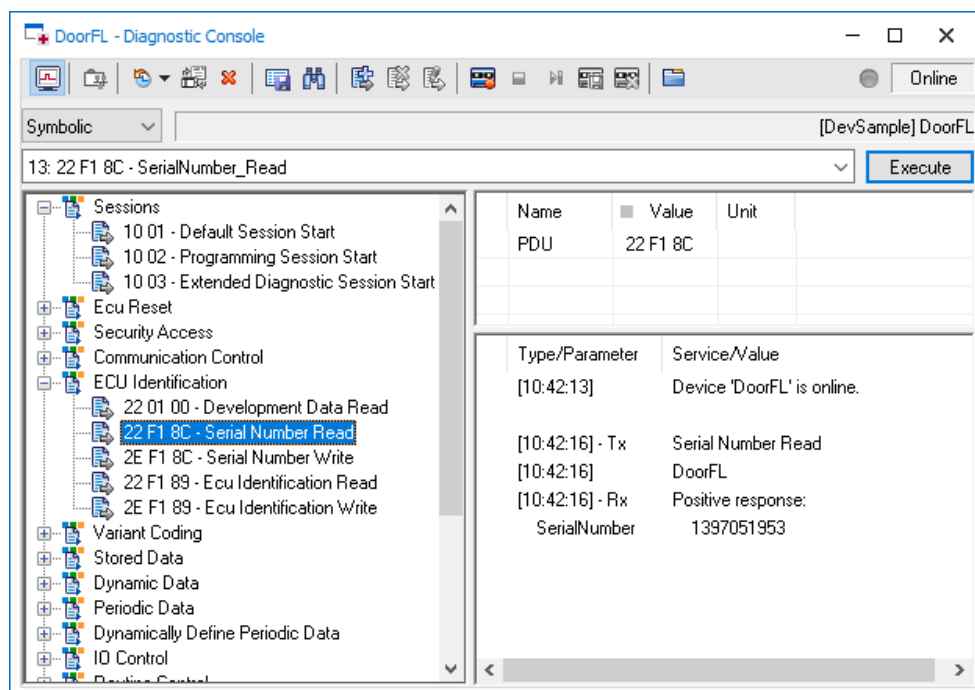 DoorFL - Diagnostic Console
Online
Symbolic
[DevSample] DoorFL
13: 22 F1 8C - SerialNumber_Read
Execute
Sessions
10 01 - Default Session Start
10 02 - Programming Session Start
10 03 - Extended Diagnostic Session Start
Ecu Reset
Security Access
Communication Control
ECU Identification
22 01 00 - Development Data Read
22 F1 8C - Serial Number Read
2E F1 8C - Serial Number Write
22 F1 89 - Ecu Identification Read
2E F1 89 - Ecu Identification Write
Variant Coding
Stored Data
Dynamic Data
Periodic Data
Dynamically Define Periodic Data
IO Control
Name Value Unit
PDU 22 F1 8C
Type/Parameter Service/Value
[10:42:13] Device 'DoorFL' is online.
[10:42:16] - Tx Serial Number Read
[10:42:16] DoorFL
[10:42:16] - Rx Positive response:
SerialNumber 1397051953